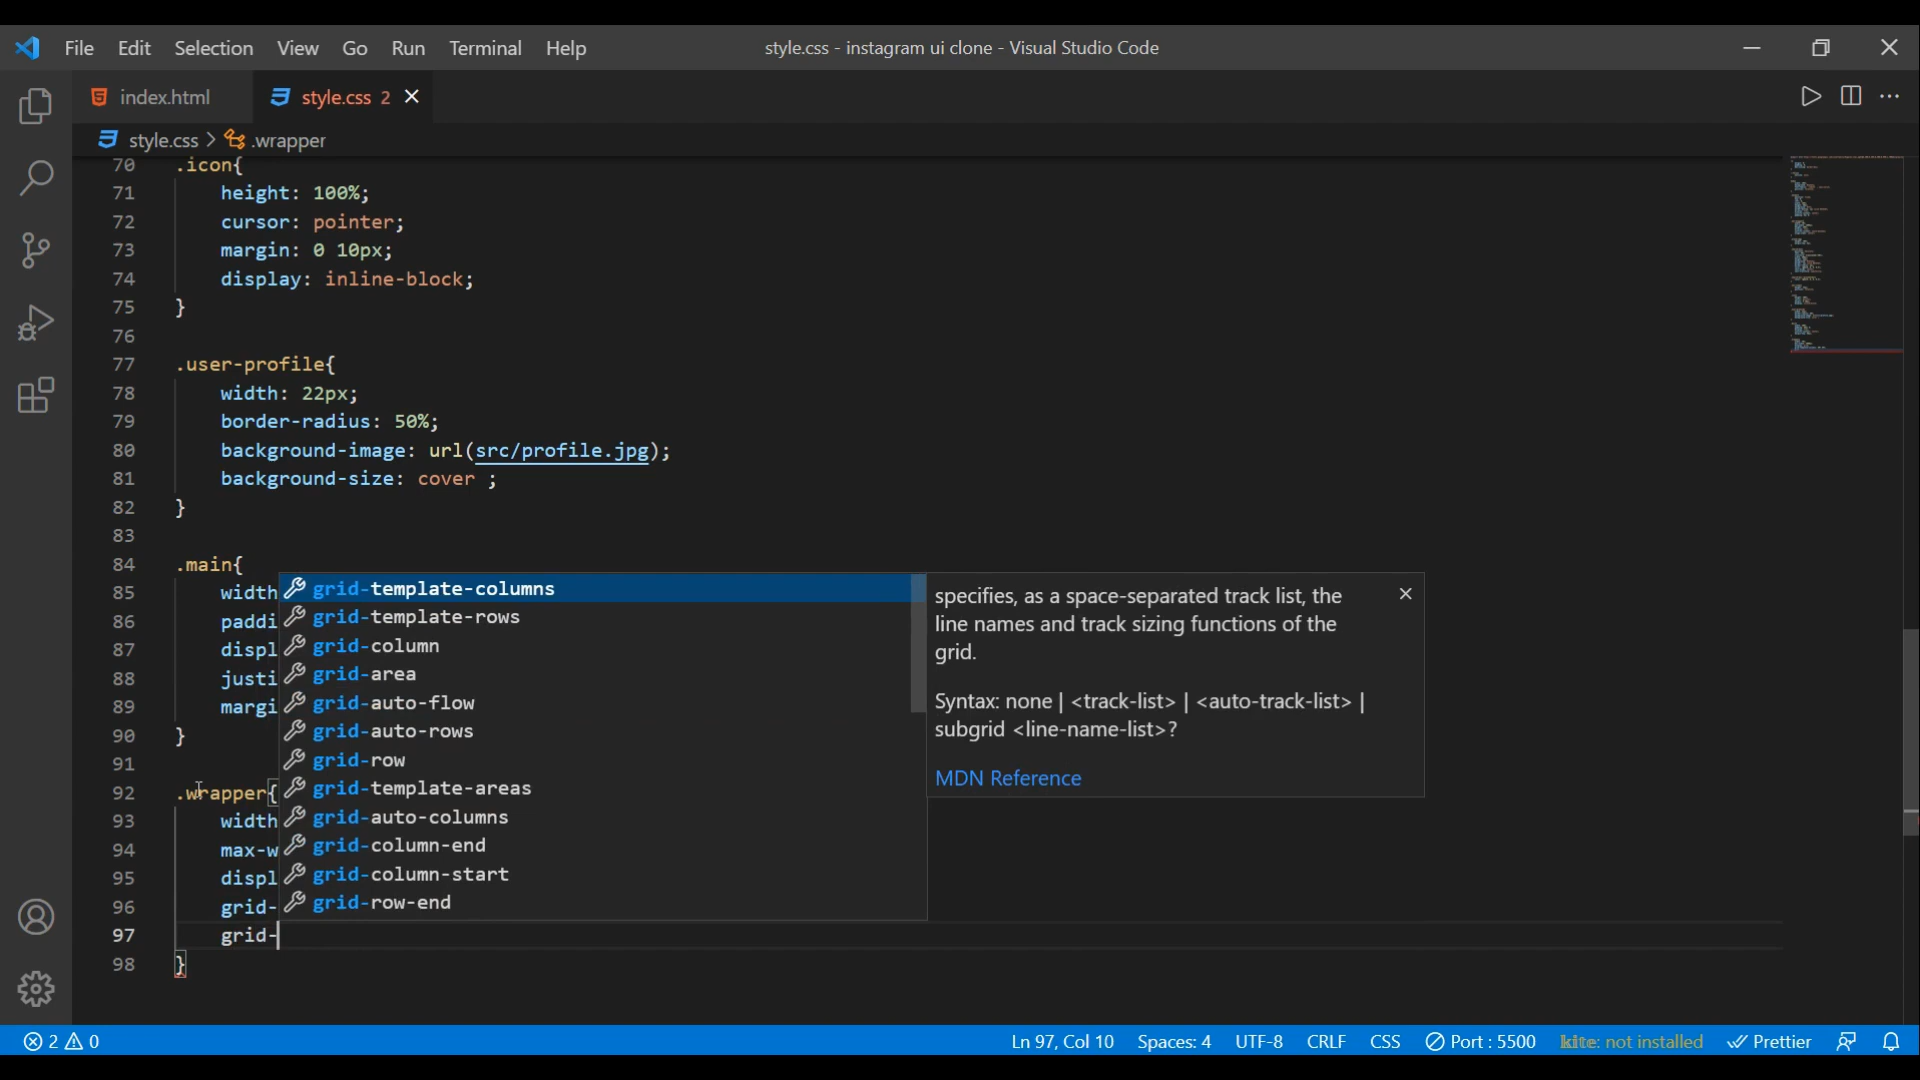 File Edit Selection View Go Run Terminal Help
style.css - instagram ui clone - Visual Studio Code
index.html
style.css 2
style.css > .wrapper
70 .icon{
71 height: 100%;
72 cursor: pointer;
73 margin: 0 10px;
74 display: inline-block;
75 }
76
77 .user-profile{
78 width: 22px;
79 border-radius: 50%;
80 background-image: url(src/profile.jpg);
81 background-size: cover ;
82 }
83
84 .main{
85 width
86 paddi
87 displ
88 justi
89 margi
90 }
91
92 .wrapper{
93 width
94 max-w
95 displ
96 grid-
97 grid-
98 }
grid-template-columns
grid-template-rows
grid-column
grid-area
grid-auto-flow
grid-auto-rows
grid-row
grid-template-areas
grid-auto-columns
grid-column-end
grid-column-start
grid-row-end
specifies, as a space-separated track list, the
line names and track sizing functions of the
grid.
Syntax: none | <track-list> | <auto-track-list> |
subgrid <line-name-list>?
MDN Reference
2 0
Ln 97, Col 10 Spaces: 4 UTF-8 CRLF CSS Port : 5500 kite: not installed Prettier